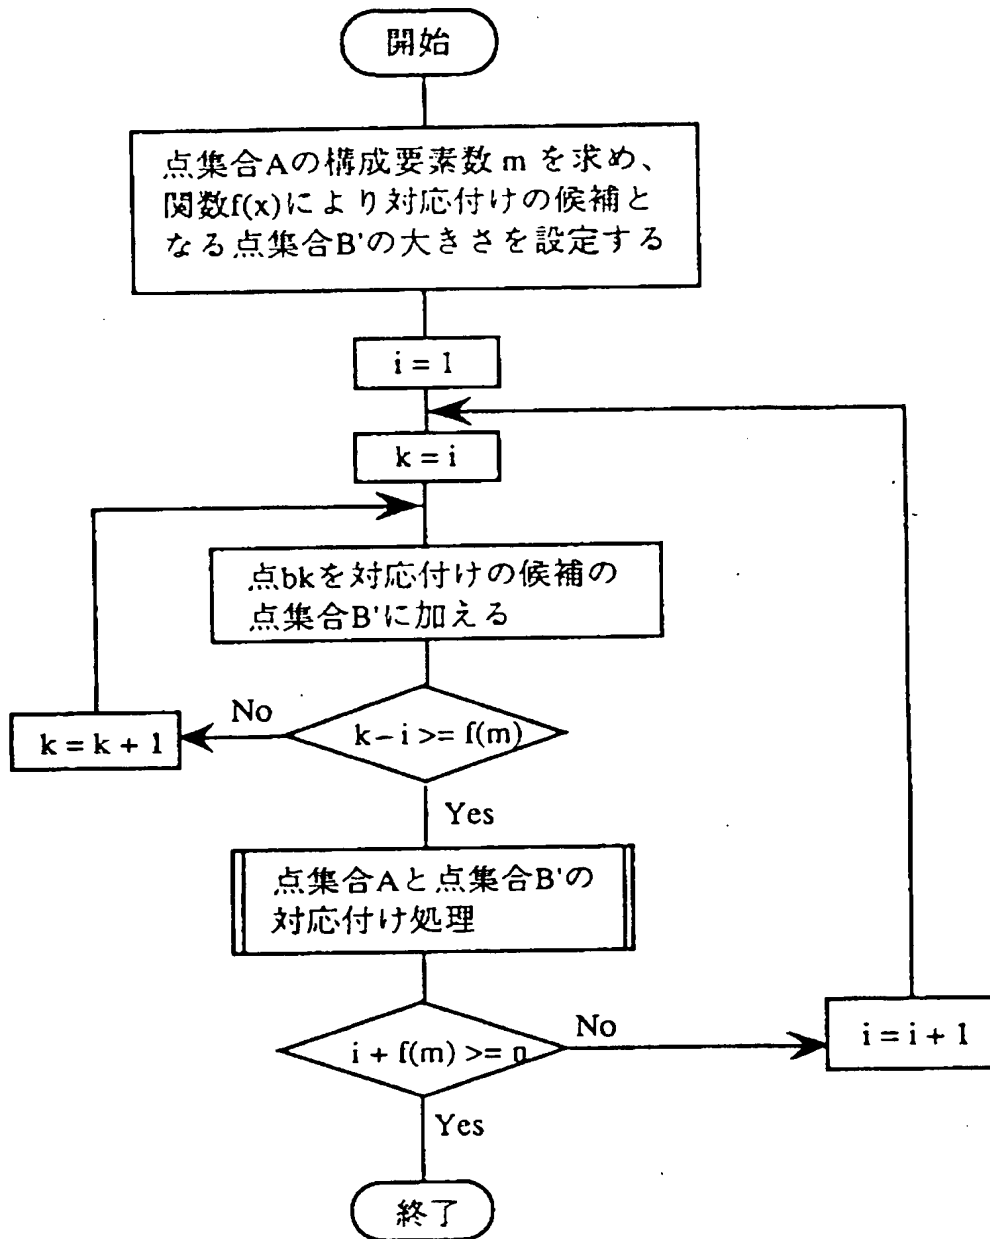 開始
点集合Aの構成要素数 m を求め、
関数f(x)により対応付けの候補と
なる点集合B'の大きさを設定する
i = 1
k = i
点bkを対応付けの候補の
点集合B'に加える
No
k – i >= f(m)
k = k + 1
Yes
点集合Aと点集合B'の
対応付け処理
i + f(m) >= n
No
i = i + 1
Yes
終了